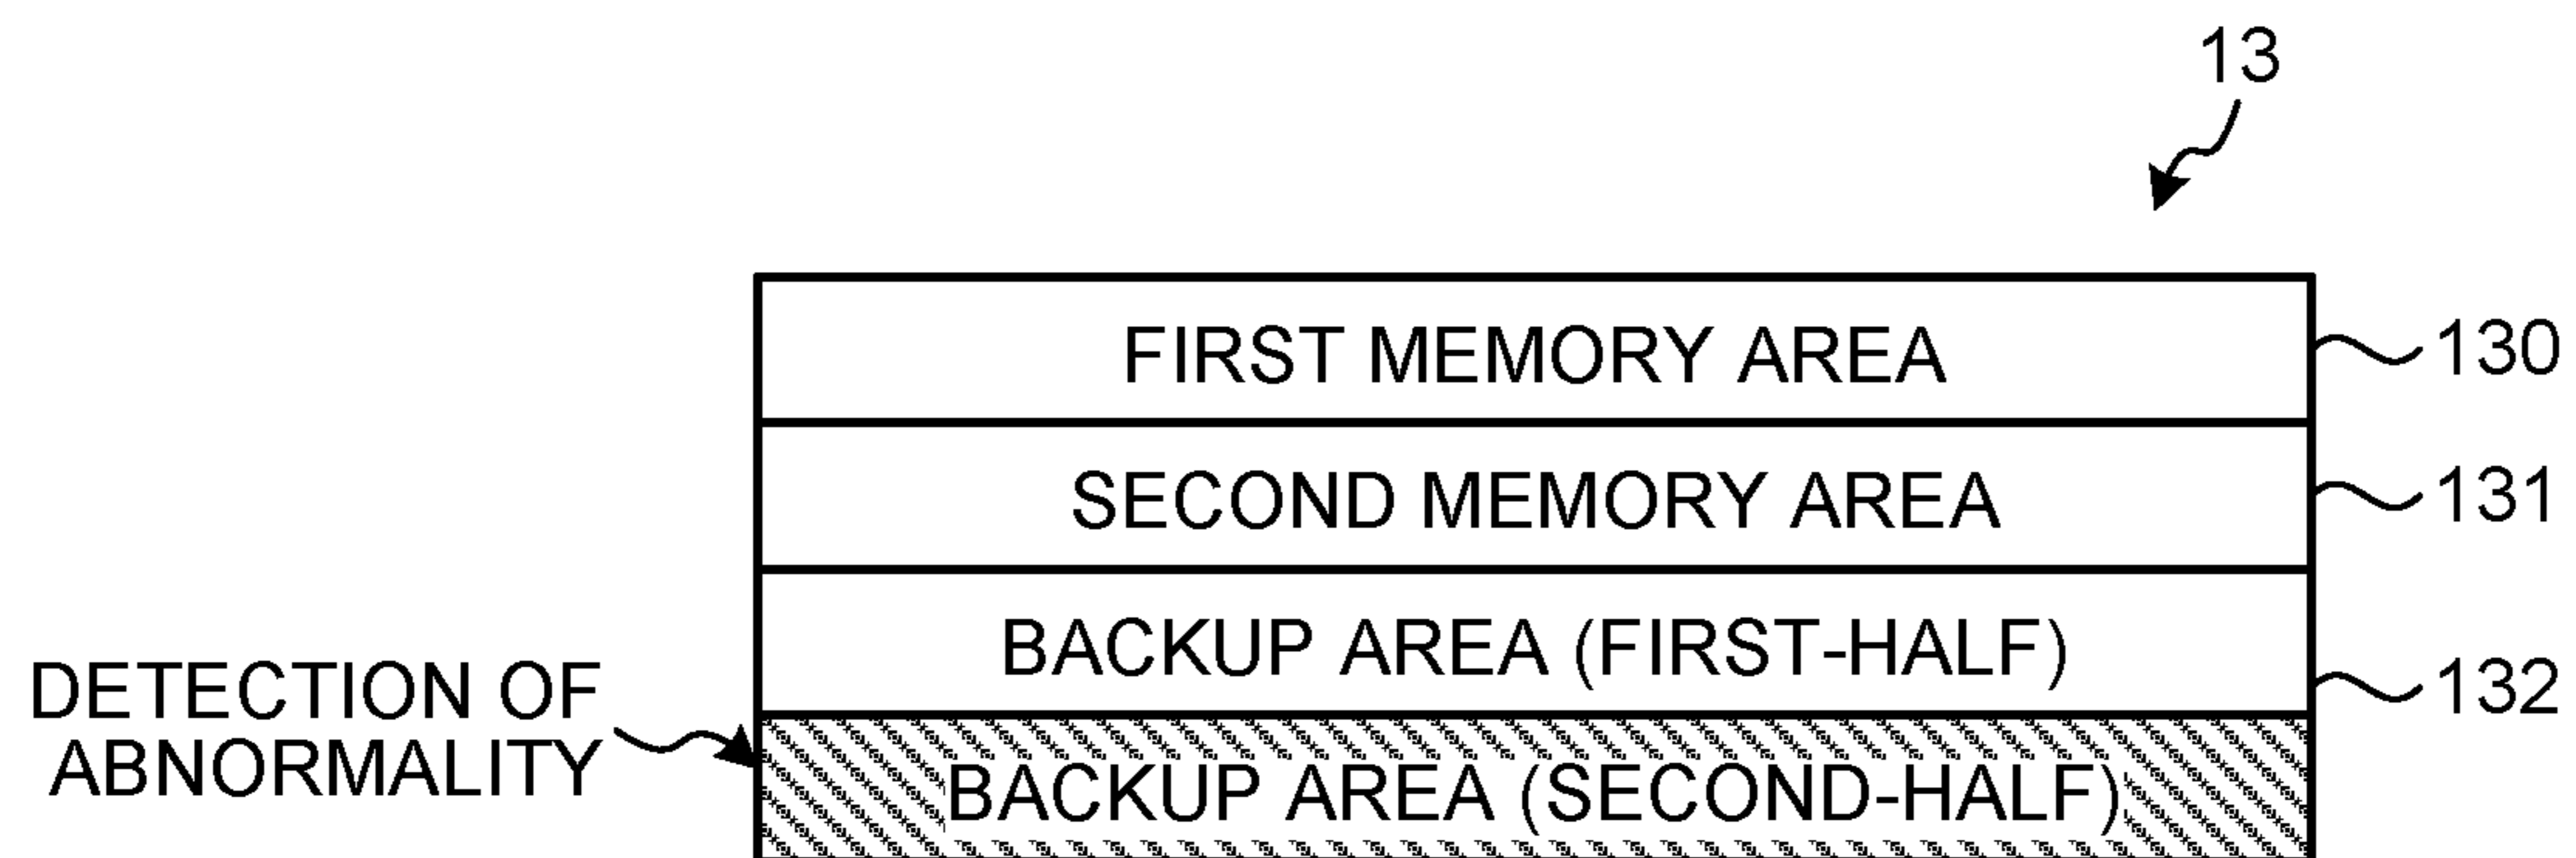 13
FIRST MEMORY AREA
130
SECOND MEMORY AREA
131
BACKUP AREA (FIRST-HALF)
132
DETECTION OF
ABNORMALITY
BACKUP AREA (SECOND-HALF)